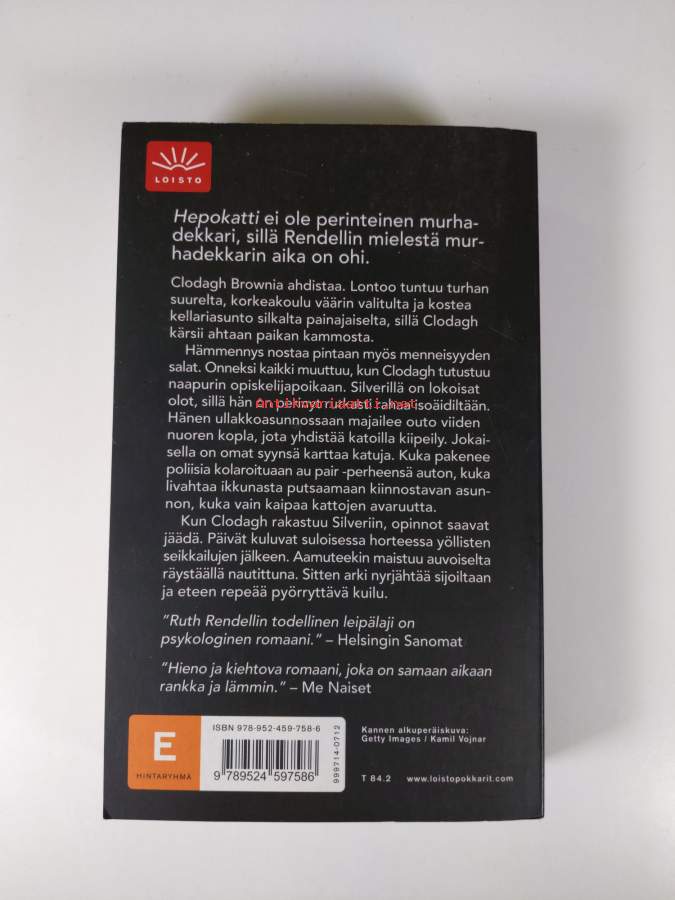 LOISTO
Hepokatti ei ole perinteinen murha-
dekkari, sillä Rendellin mielestä mur-
hadekkarin aika on ohi.
Clodagh Brownia ahdistaa. Lontoo tuntuu turhan
suurelta, korkeakoulu väärin valitulta ja kostea
kellariasunto silkalta painajaiselta, sillä Clodagh
kärsii ahtaan paikan kammosta.
Hämmennys nostaa pintaan myös menneisyyden
salat. Onneksi kaikki muuttuu, kun Clodagh tutustuu
naapurin opiskelijapoikaan. Silverillä on lokoisat
olot, sillä hän on perinyt rutkasti rahaa isoäidiltään.
Hänen ullakkoasunnossaan majailee outo viiden
nuoren kopla, jota yhdistää katoilla kiipeily. Jokai-
sella on omat syynsä karttaa katuja. Kuka pakenee
poliisia kolaroituaan au pair -perheensä auton, kuka
livahtaa ikkunasta putsaamaan kiinnostavan asun-
non, kuka vain kaipaa kattojen avaruutta.
Kun Clodagh rakastuu Silveriin, opinnot saavat
jäädä. Päivät kuluvat suloisessa horteessa yöllisten
seikkailujen jälkeen. Aamuteekin maistuu auvoiselta
räystäällä nautittuna. Sitten arki nyrjähtää sijoiltaan
ja eteen repeää pyörryttävä kuilu.
"Ruth Rendellin todellinen leipälaji on
psykologinen romaani." – Helsingin Sanomat
"Hieno ja kiehtova romaani, joka on samaan aikaan
rankka ja lämmin." – Me Naiset
E
HINTARYHMÄ
ISBN 978-952-459-758-6
9 789524 597586
999714-0712
Kannen alkuperäiskuva:
Getty Images / Kamil Vojnar
T 84.2 www.loistopokkarit.com